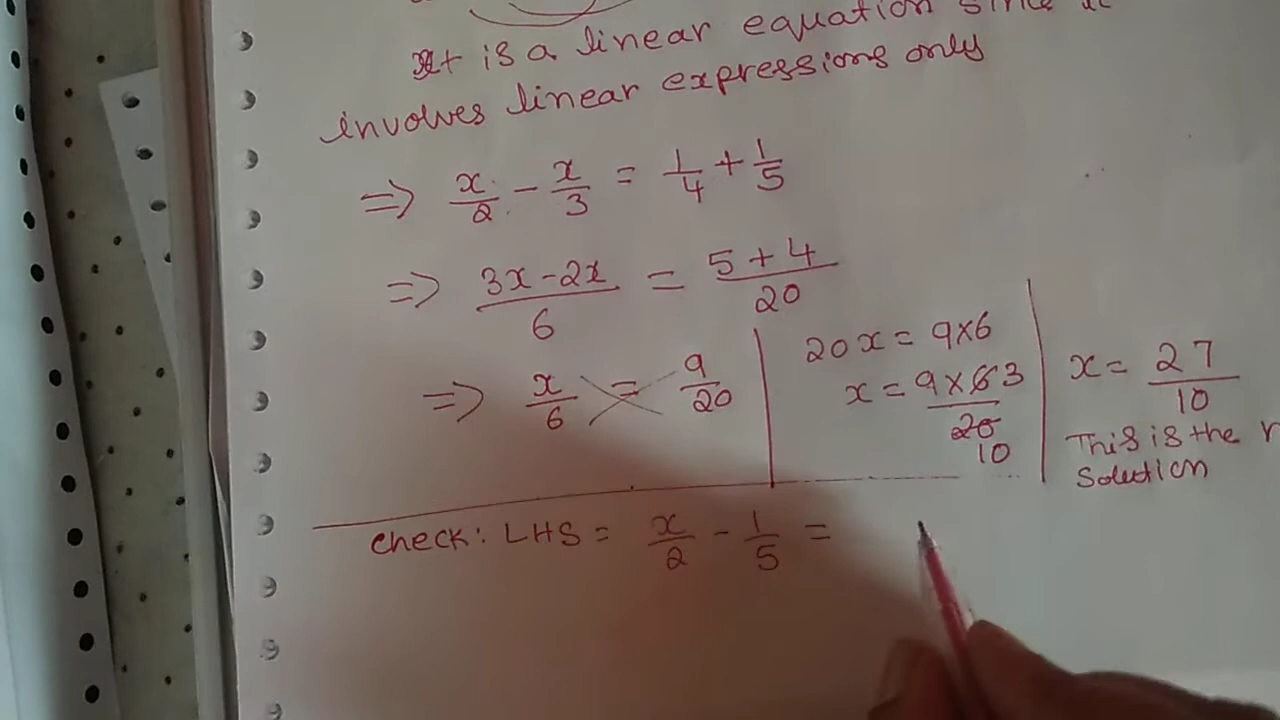 It is a linear equation since it
involves linear expressions only
⇒ x/2 - x/3 = 1/4 + 1/5
⇒ 3x-2x/6 = 5+4/20
⇒ x/6 = 9/20
20x = 9×6
x = 9×6 3/20 10
x = 27/10
This is the
Solution
check: LHS = x/2 - 1/5 =